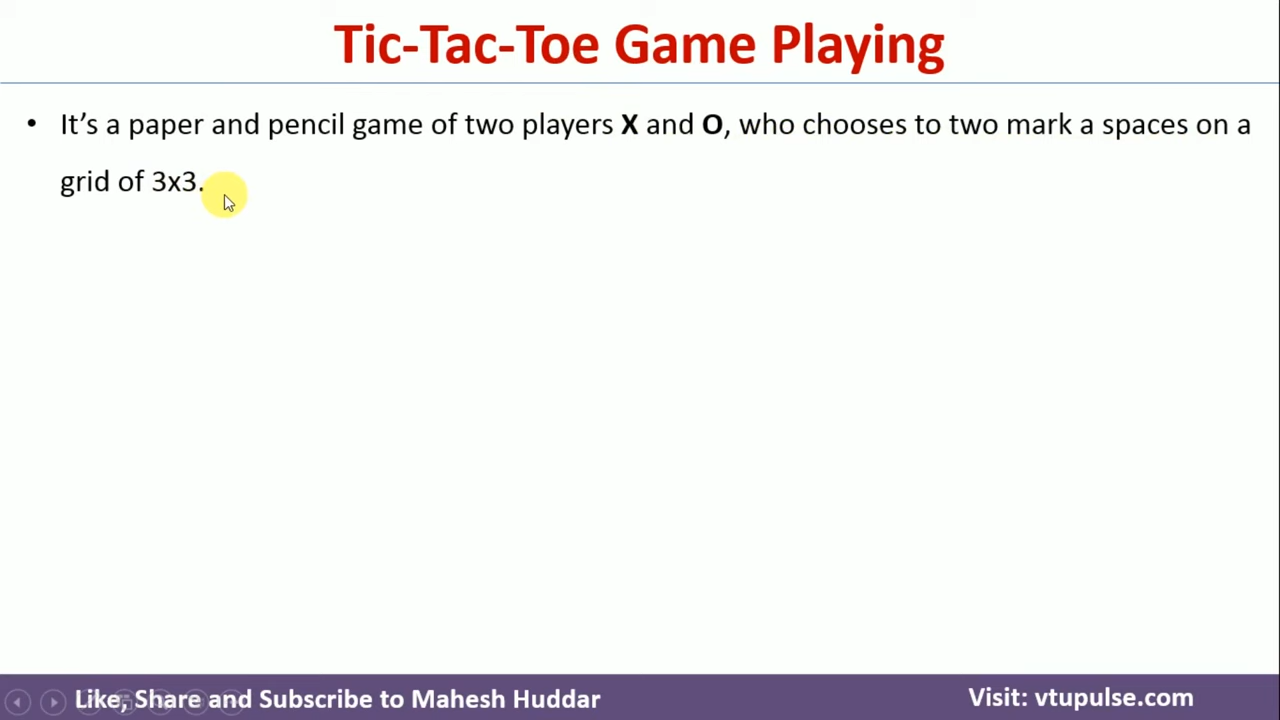 Tic-Tac-Toe Game Playing
• It’s a paper and pencil game of two players X and O, who chooses to two mark a spaces on a
grid of 3x3.
Like, Share and Subscribe to Mahesh Huddar
Visit: vtupulse.com